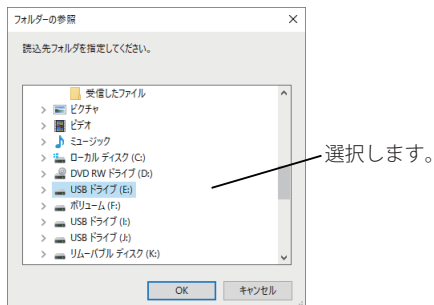 フォルダーの参照
読込先フォルダを指定してください。
受信したファイル
ピクチャ
ビデオ
ミュージック
ローカル ディスク (C:)
DVD RW ドライブ (D:)
USB ドライブ (E:)
選択します。
ボリューム (F:)
USB ドライブ (I:)
USB ドライブ (J:)
リムーバブル ディスク (K:)
OK キャンセル